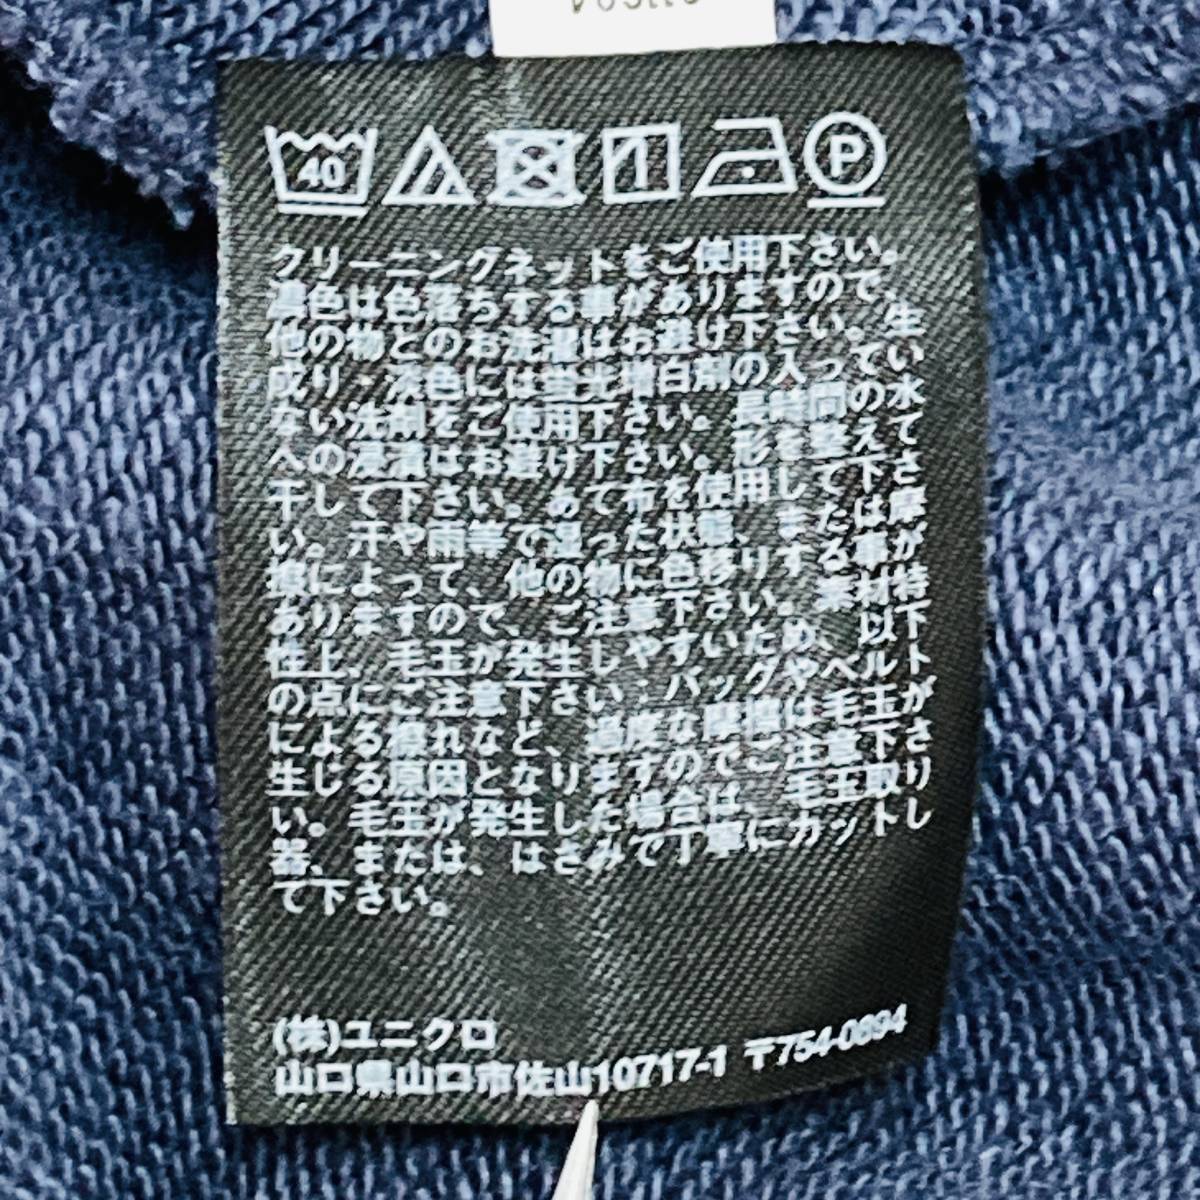 40
P
クリーニングネットをご使用下さい。
濃色は色落ちする事がありますので、
他の物とのお洗濯はお避け下さい。生
成り・淡色には蛍光増白剤の入ってい
ない洗剤をご使用下さい。長時間の水
への浸漬はお避け下さい。形を整えて
干して下さい。あて布を使用して下さ
い。汗や雨等で湿った状態、または摩
擦によって、他の物に色移りする事が
ありますので、ご注意下さい。素材特
性上、毛玉が発生しやすいため、以下
の点にご注意下さい・バッグやベルト
による擦れなど、過度な摩擦は毛玉が
生じる原因となりますのでご注意下さ
い。毛玉が発生した場合は、毛玉取り
器、または、はさみで丁寧にカットし
て下さい。
(株)ユニクロ
山口県山口市佐山10717-1 〒754-0894